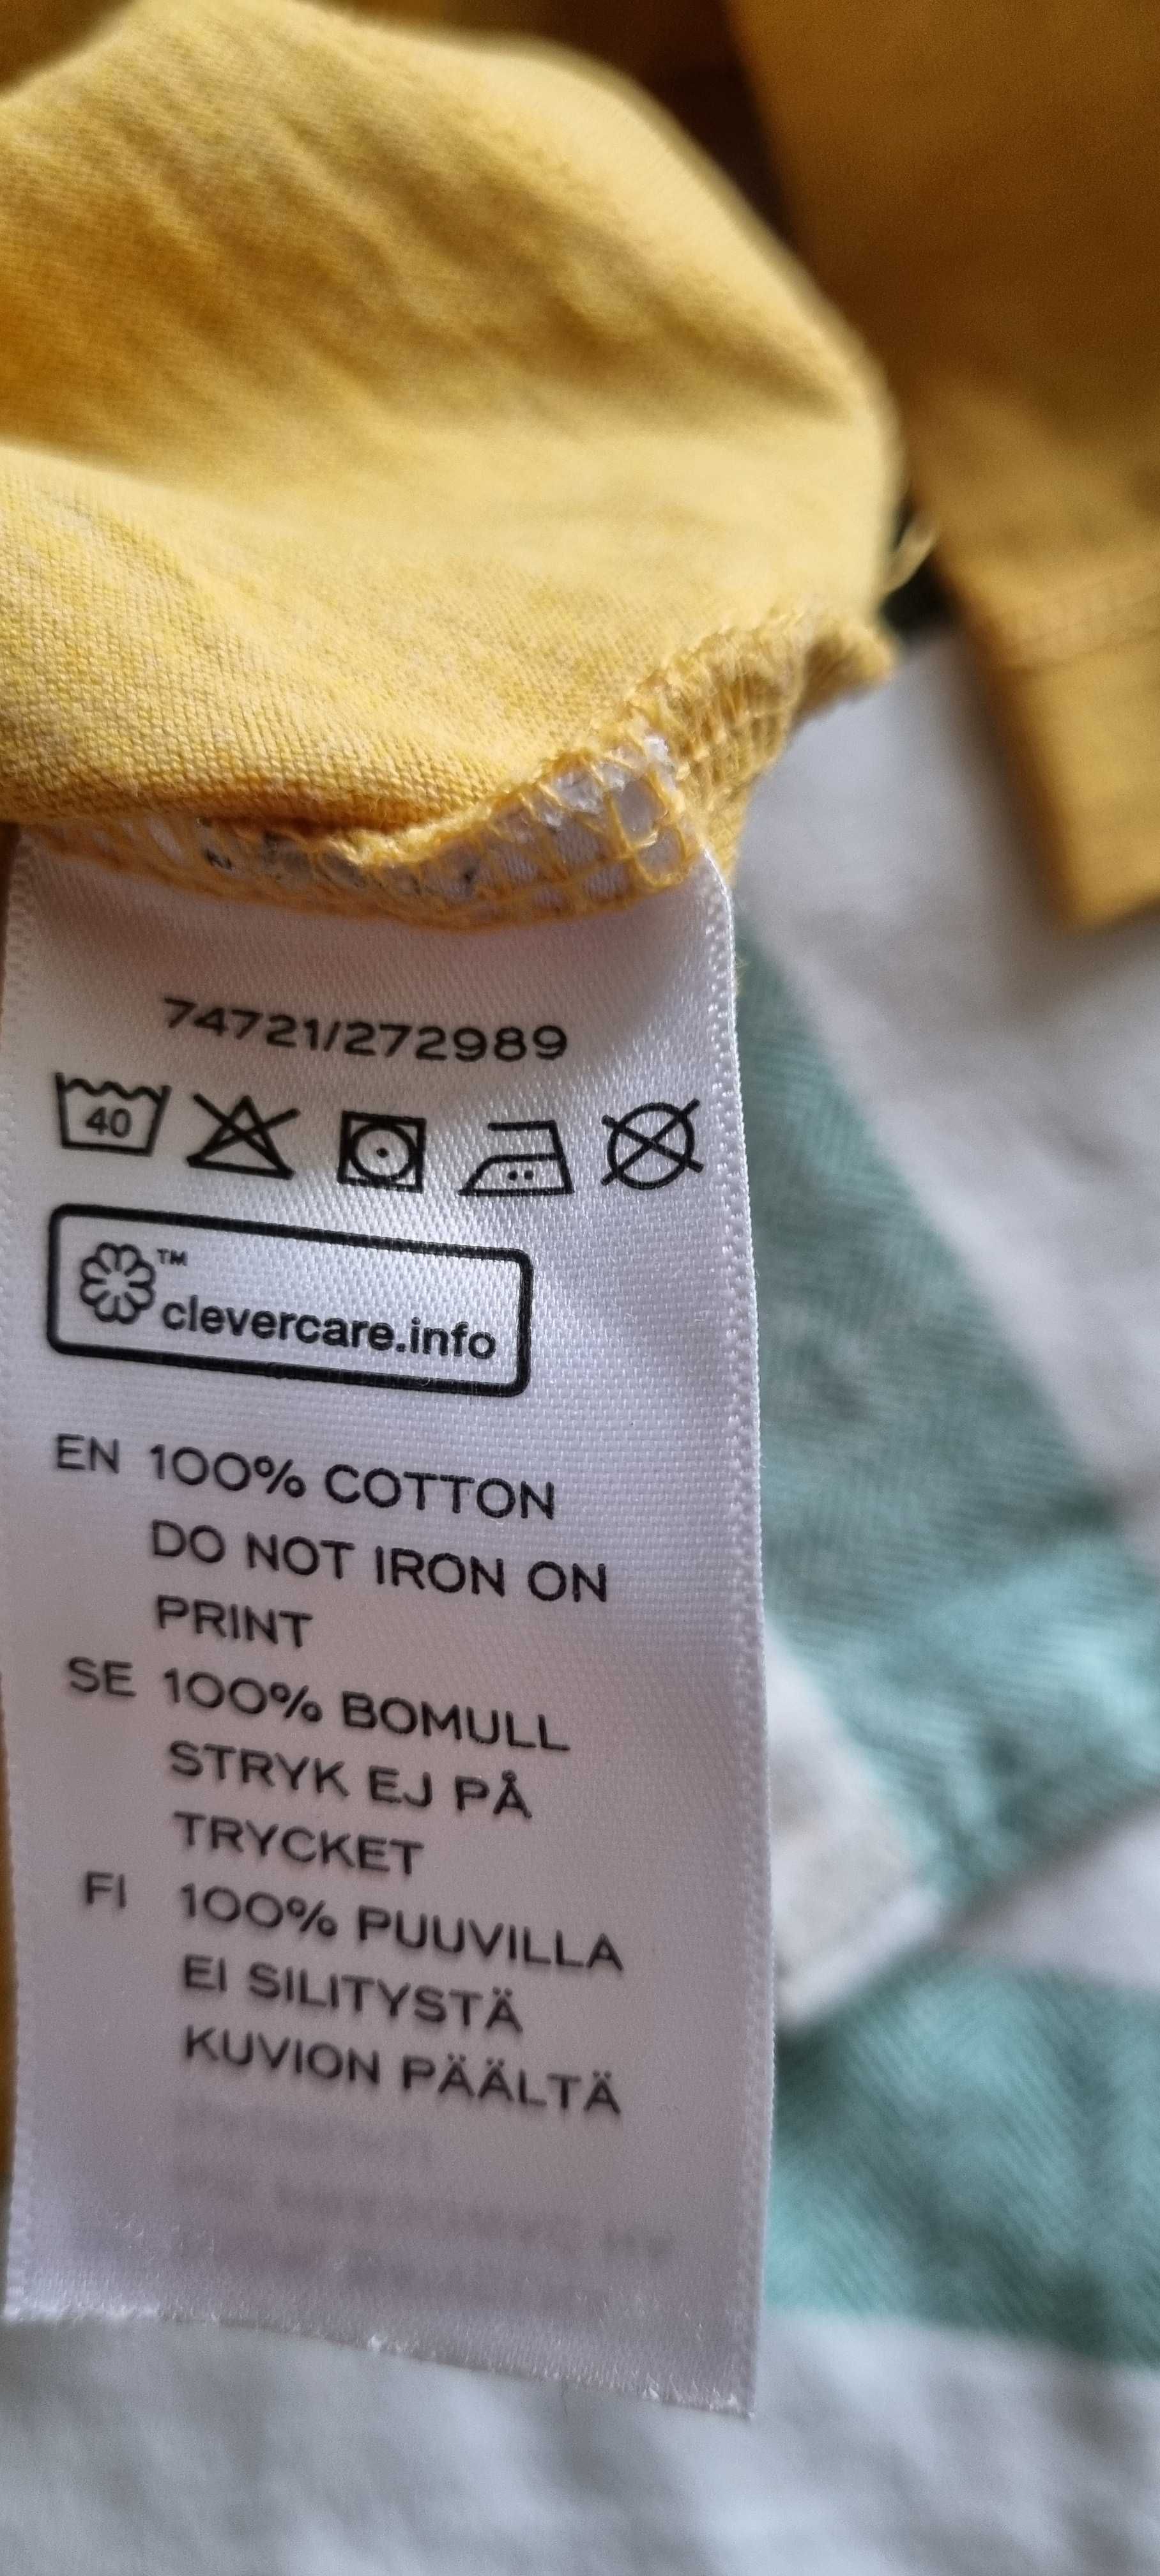 74721/272989
40
TM
clevercare.info
EN 100% COTTON
DO NOT IRON ON
PRINT
SE 100% BOMULL
STRYK EJ PÅ
TRYCKET
FI 100% PUUVILLA
EI SILITYSTÄ
KUVION PÄÄLTÄ